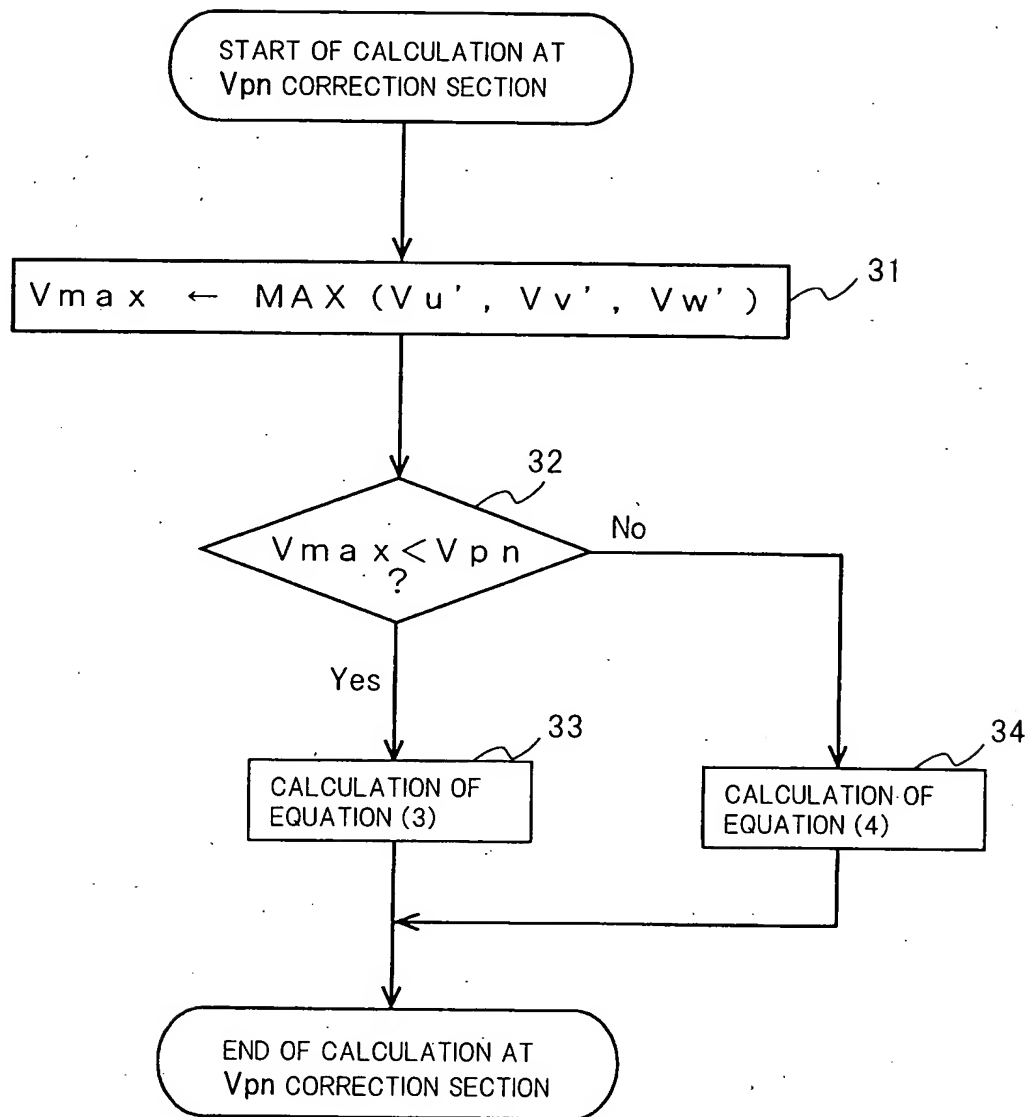 START OF CALCULATION AT
Vpn CORRECTION SECTION
31
Vmax ← MAX (Vu', Vv', Vw')
32
Vmax<Vpn
?
No
Yes
33
34
CALCULATION OF
EQUATION (3)
CALCULATION OF
EQUATION (4)
END OF CALCULATION AT
Vpn CORRECTION SECTION